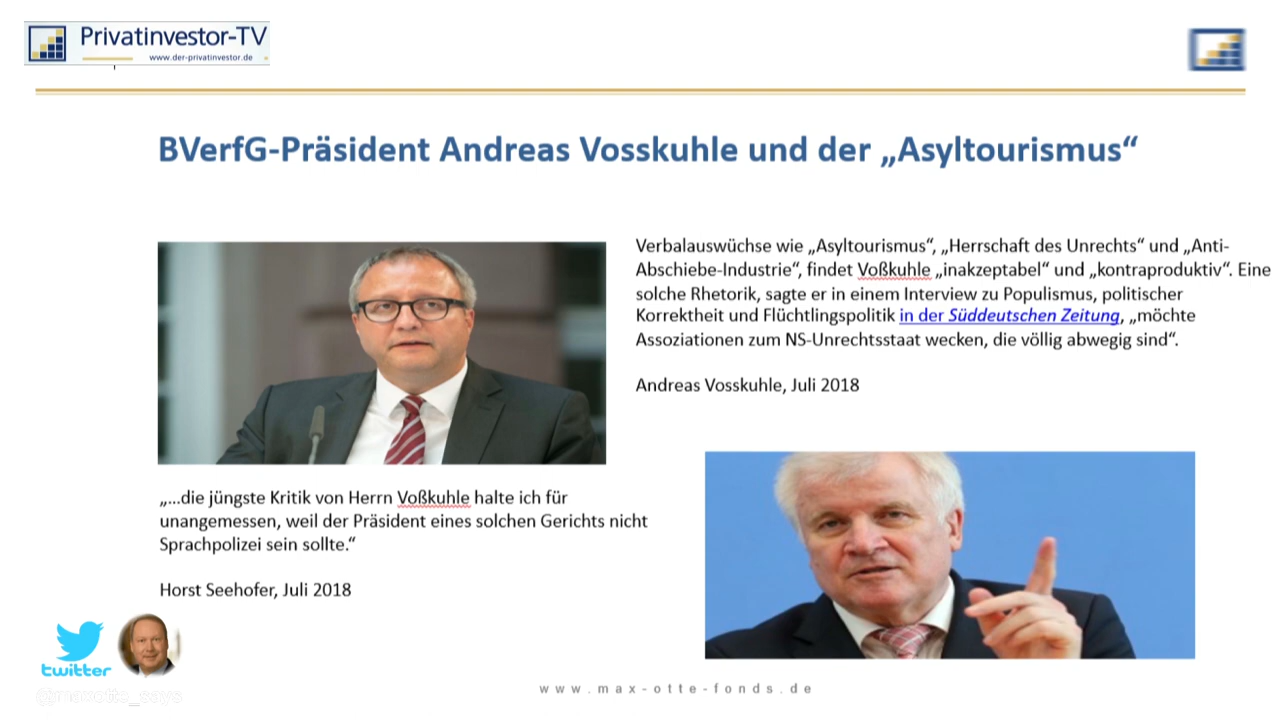 Privatinvestor-TV
www.der-privatinvestor.de
BVerfG-Präsident Andreas Vosskuhle und der „Asyltourismus“
Verbalauswüchse wie „Asyltourismus“, „Herrschaft des Unrechts“ und „Anti-
Abschiebe-Industrie“, findet Voßkuhle „inakzeptabel“ und „kontraproduktiv“. Eine
solche Rhetorik, sagte er in einem Interview zu Populismus, politischer
Korrektheit und Flüchtlingspolitik in der Süddeutschen Zeitung, „möchte
Assoziationen zum NS-Unrechtsstaat wecken, die völlig abwegig sind“.
Andreas Vosskuhle, Juli 2018
„...die jüngste Kritik von Herrn Voßkuhle halte ich für
unangemessen, weil der Präsident eines solchen Gerichts nicht
Sprachpolizei sein sollte.“
Horst Seehofer, Juli 2018
twitter
@maxotte_says
www.max-otte-fonds.de